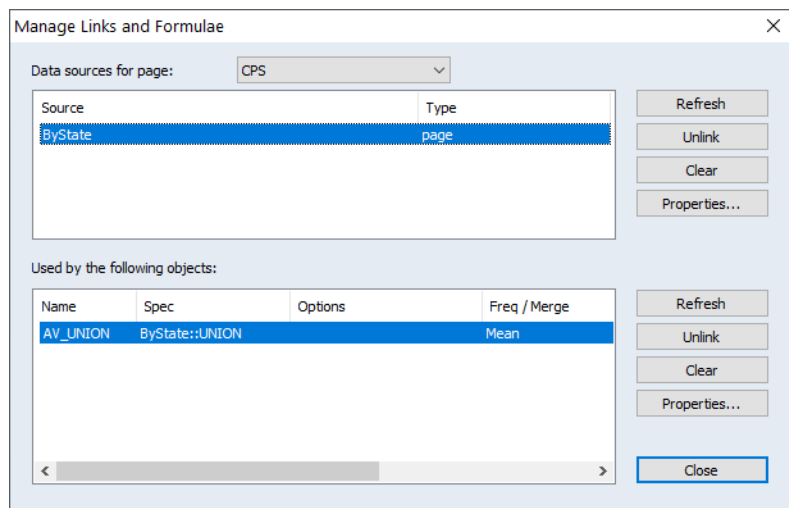 Manage Links and Formulae
Data sources for page: CPS
Source Type
ByState page
Refresh
Unlink
Clear
Properties...
Used by the following objects:
Name Spec Options Freq / Merge
AV_UNION ByState::UNION Mean
Refresh
Unlink
Clear
Properties...
Close